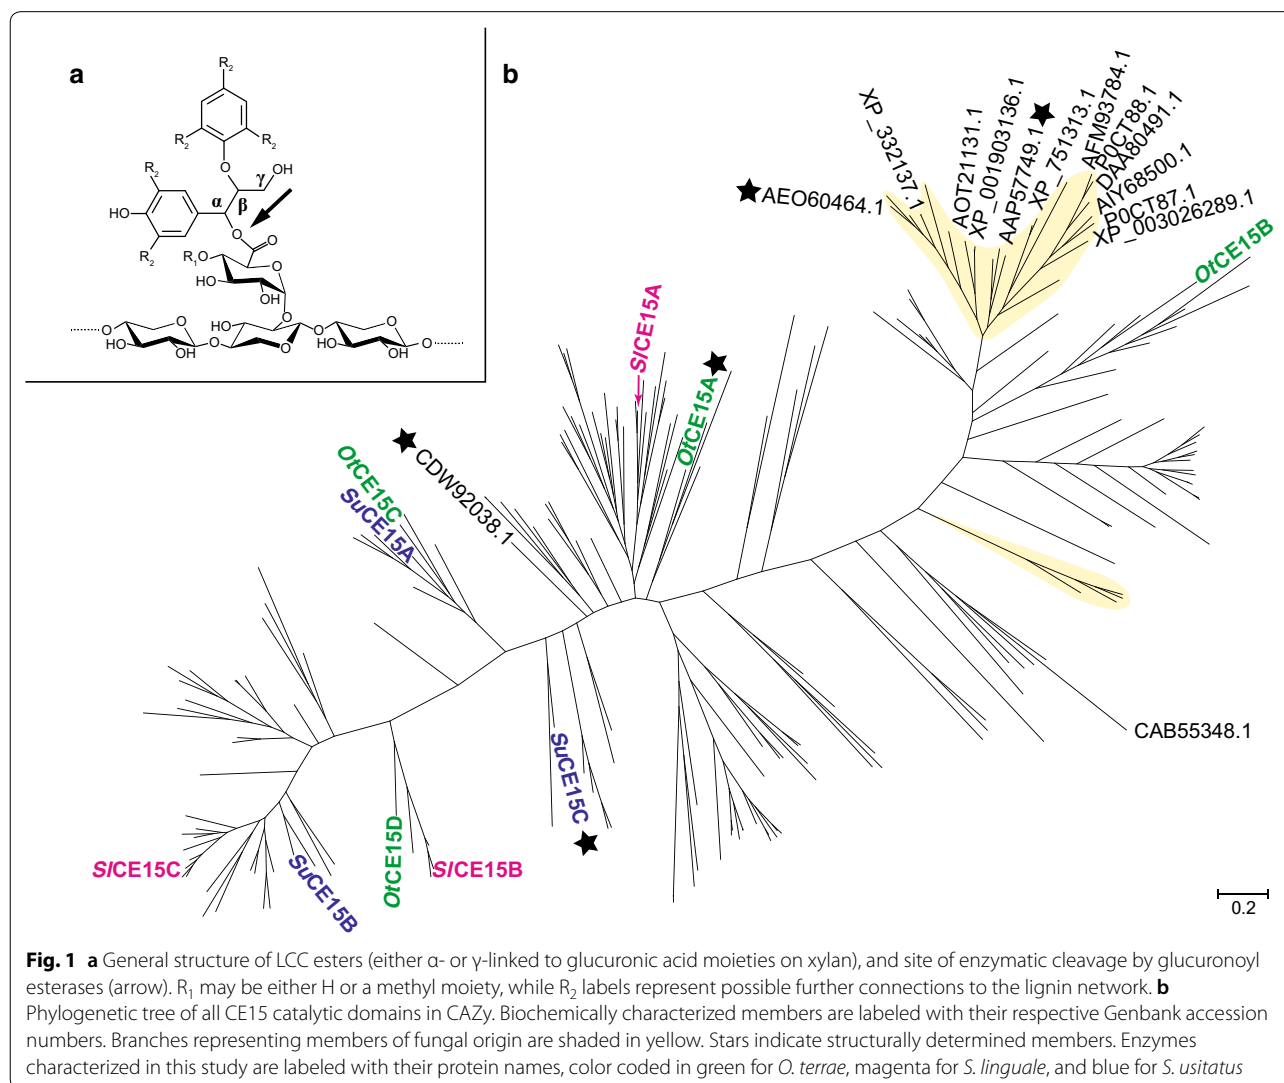 a
b
R2
R2
R2
O
OH
γ
R2
α
β
HO
O
O
R2
R1O
O
HO
OH
O
O
O
HO
O
O
O
HO
OH
O
O
HO
OH
O
XP_332137.1
AEO60464.1
AOT21131.1
XP_001903136.1
AAP57749.1
XP_751313.1
AFM93784.1
P0CT88.1
DAA80491.1
AIY68500.1
P0CT87.1
XP_003026289.1
OtCE15B
SlCE15A
OtCE15A
CDW92038.1
OtCE15C
SuCE15A
CAB55348.1
SuCE15C
OtCE15D
SlCE15B
SlCE15C
SuCE15B
0.2
Fig. 1 a General structure of LCC esters (either α- or γ-linked to glucuronic acid moieties on xylan), and site of enzymatic cleavage by glucuronoyl
esterases (arrow). R1 may be either H or a methyl moiety, while R2 labels represent possible further connections to the lignin network. b
Phylogenetic tree of all CE15 catalytic domains in CAZy. Biochemically characterized members are labeled with their respective Genbank accession
numbers. Branches representing members of fungal origin are shaded in yellow. Stars indicate structurally determined members. Enzymes
characterized in this study are labeled with their protein names, color coded in green for O. terrae, magenta for S. linguale, and blue for S. usitatus